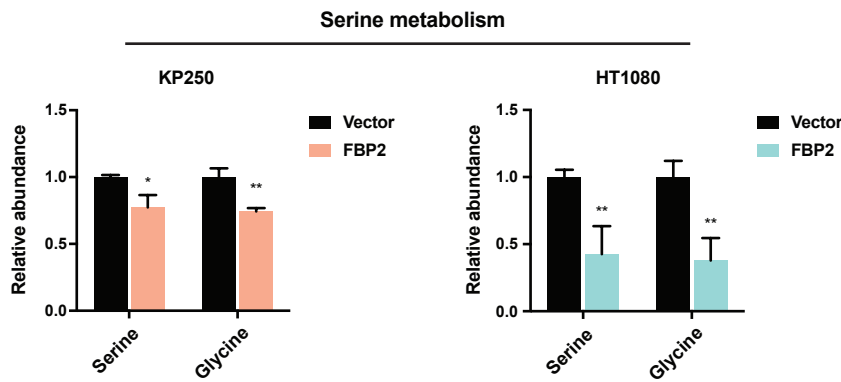 Serine metabolism
KP250
Relative abundance
1.5
1.0
0.5
0.0
*
**
Serine
Glycine
Vector
FBP2
HT1080
Relative abundance
1.5
1.0
0.5
0.0
**
**
Serine
Glycine
Vector
FBP2